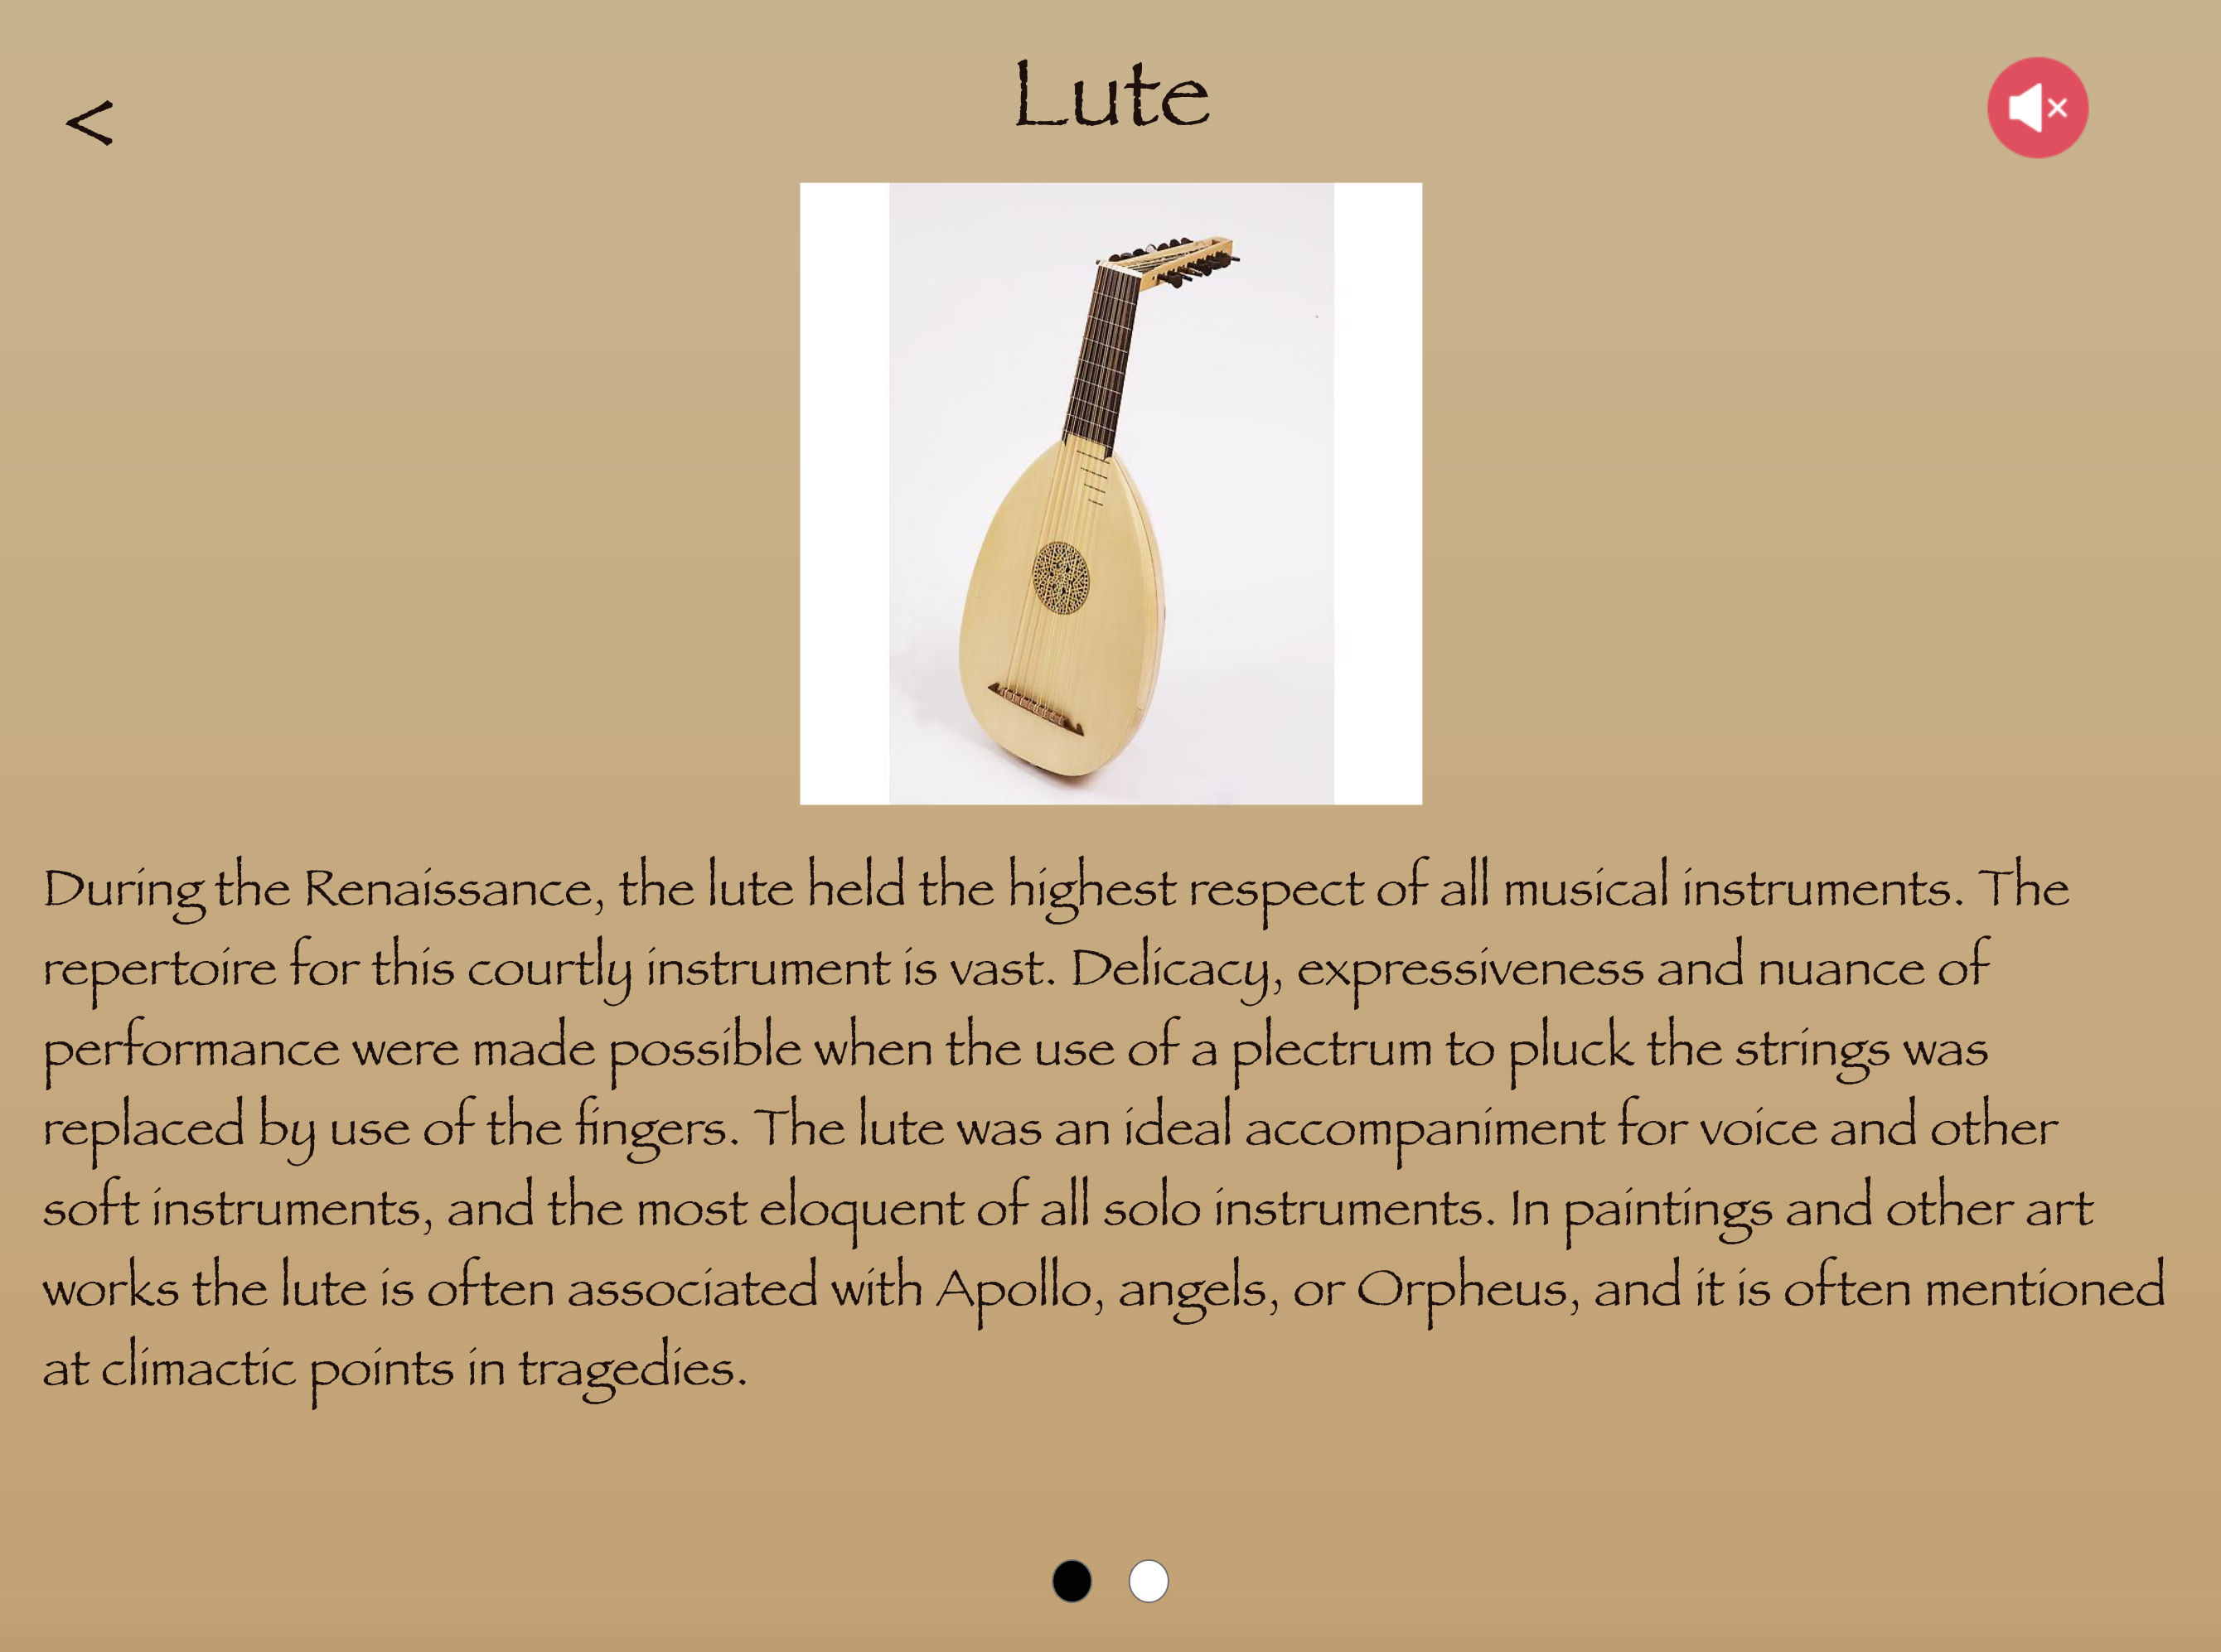 <
Lute
During the Renaissance, the lute held the highest respect of all musical instruments. The
repertoire for this courtly instrument is vast. Delicacy, expressiveness and nuance of
performance were made possible when the use of a plectrum to pluck the strings was
replaced by use of the fingers. The lute was an ideal accompaniment for voice and other
soft instruments, and the most eloquent of all solo instruments. In paintings and other art
works the lute is often associated with Apollo, angels, or Orpheus, and it is often mentioned
at climactic points in tragedies.